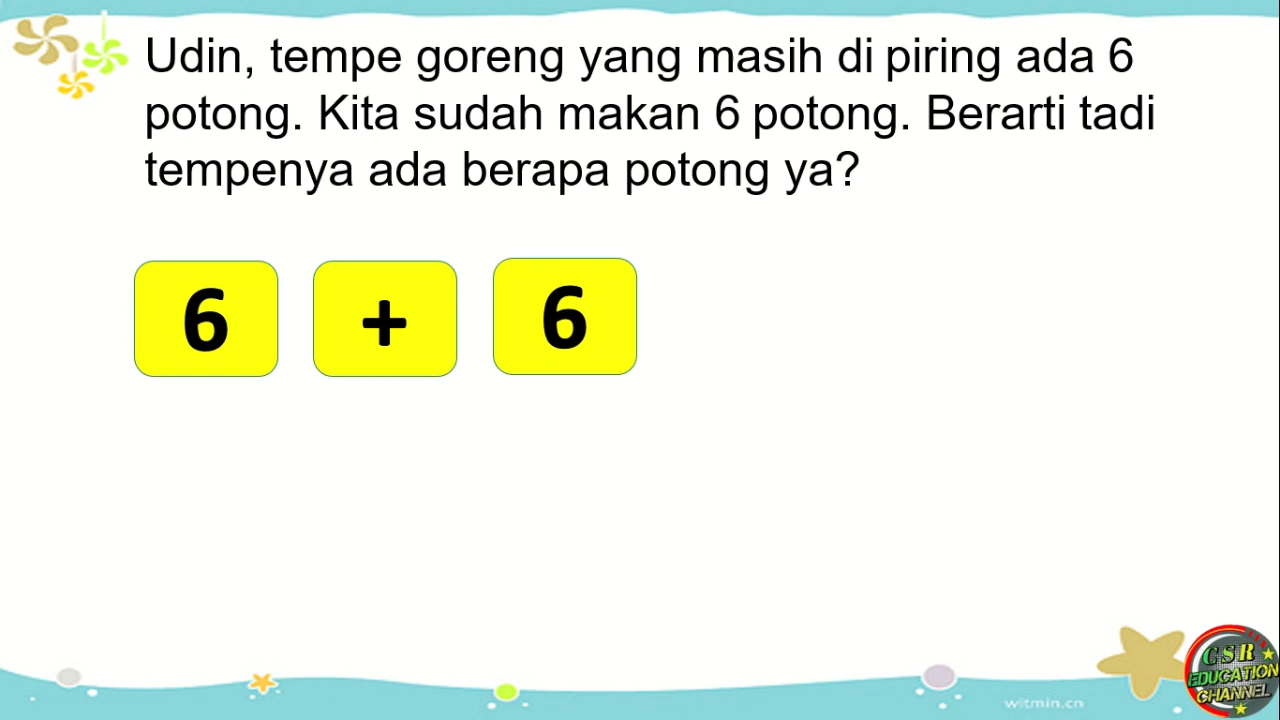 Udin, tempe goreng yang masih di piring ada 6
potong. Kita sudah makan 6 potong. Berarti tadi
tempenya ada berapa potong ya?
6 + 6
CSR
EDUCATION
CHANNEL
witmin.cn